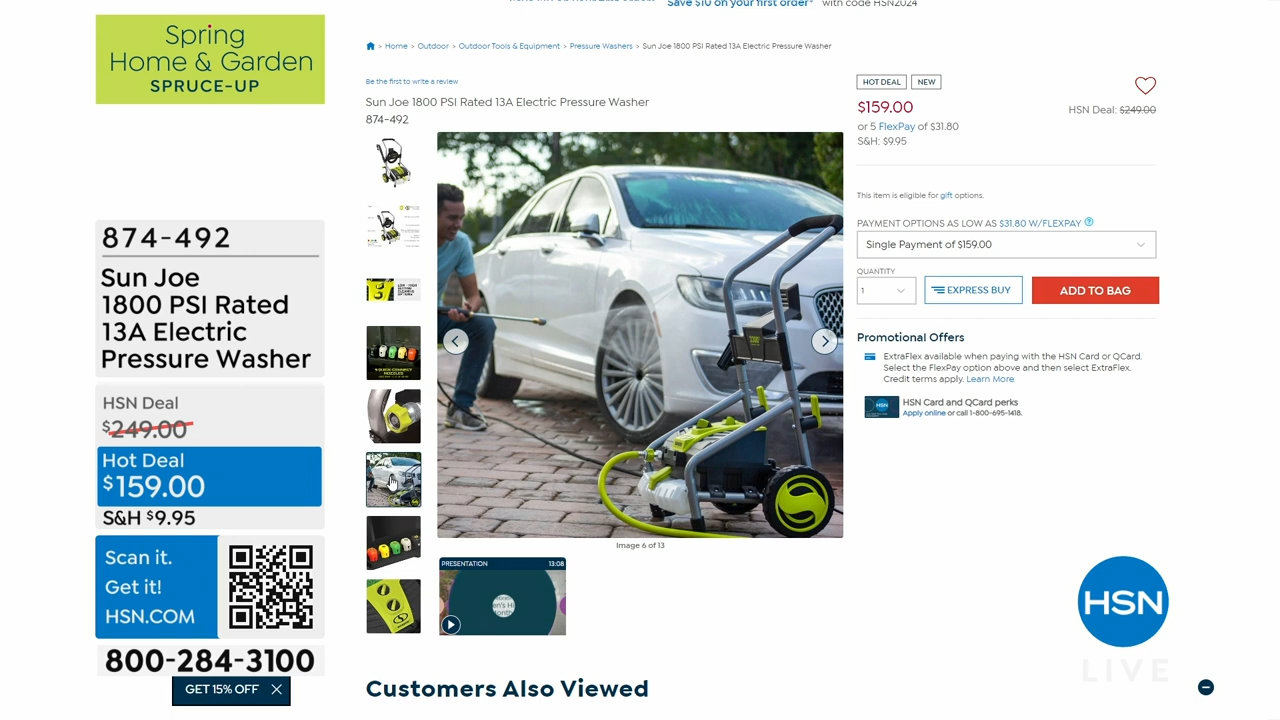 Save $10 on your first order* with code HSN2024
Spring
Home & Garden
SPRUCE-UP
Home > Outdoor > Outdoor Tools & Equipment > Pressure Washers > Sun Joe 1800 PSI Rated 13A Electric Pressure Washer
Be the first to write a review
Sun Joe 1800 PSI Rated 13A Electric Pressure Washer
874-492
HOT DEAL
NEW
$159.00
HSN Deal: $249.00
or 5 FlexPay of $31.80
S&H: $9.95
This item is eligible for gift options.
PAYMENT OPTIONS AS LOW AS $31.80 W/FLEXPAY
Single Payment of $159.00
QUANTITY
1
EXPRESS BUY
ADD TO BAG
Promotional Offers
ExtraFlex available when paying with the HSN Card or QCard.
Select the FlexPay option above and then select ExtraFlex.
Credit terms apply. Learn More
HSN
HSN Card and QCard perks
Apply online or call 1-800-695-1418.
874-492
Sun Joe
1800 PSI Rated
13A Electric
Pressure Washer
HSN Deal
$249.00
Hot Deal
$159.00
S&H $9.95
Scan it.
Get it!
HSN.COM
800-284-3100
GET 15% OFF
Image 6 of 13
PRESENTATION 13:08
HSN
LIVE
Customers Also Viewed